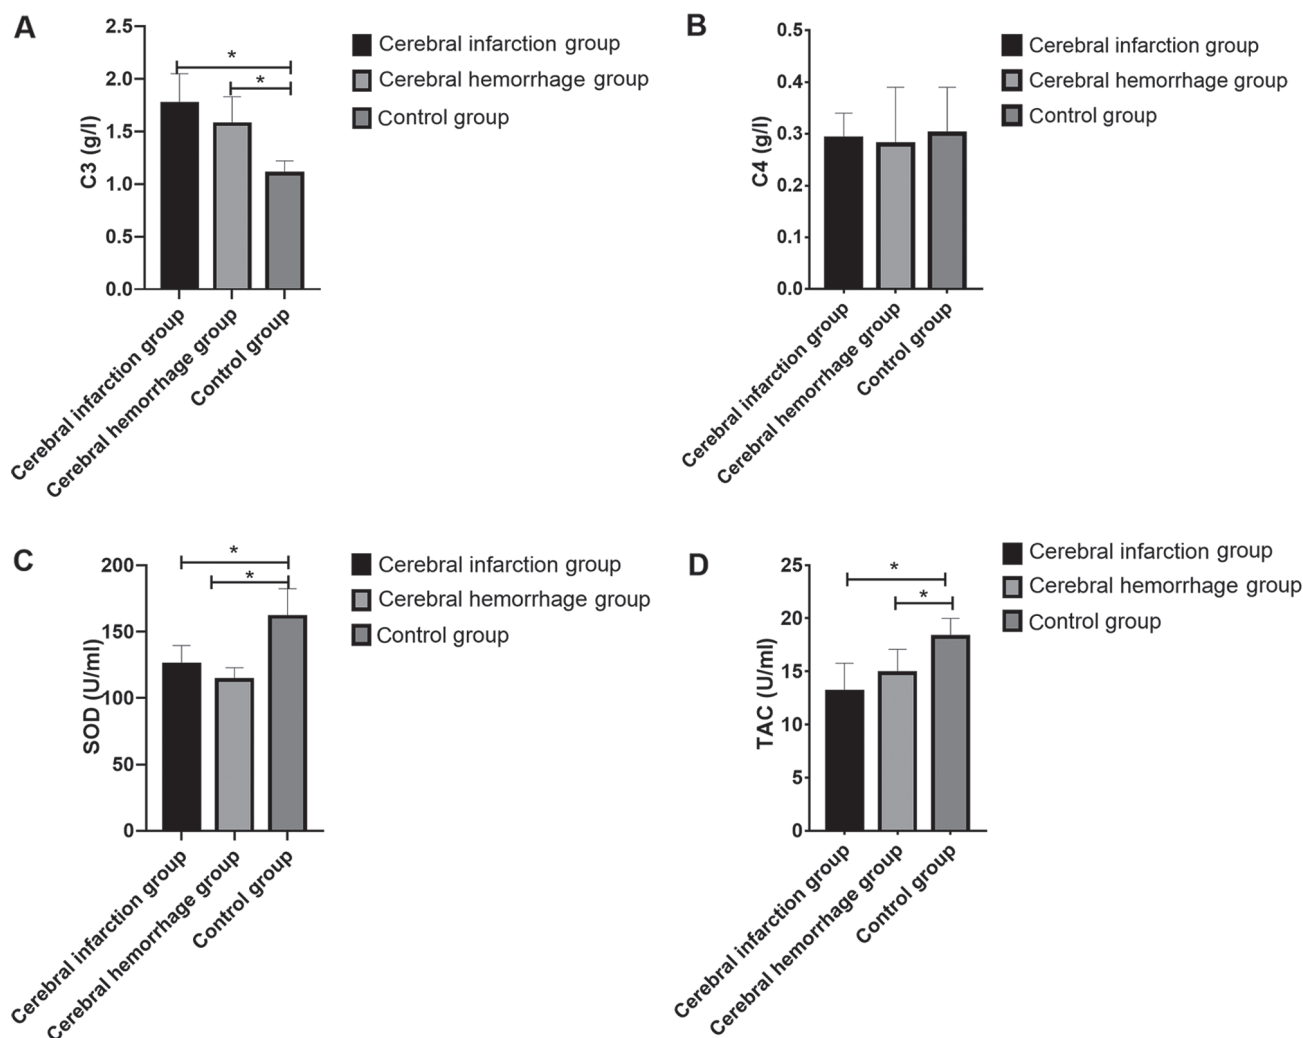 A
C3 (g/l)
2.5
2.0
1.5
1.0
0.5
0.0
*
*
Cerebral infarction group
Cerebral hemorrhage group
Control group
Cerebral infarction group
Cerebral hemorrhage group
Control group
B
C4 (g/l)
0.5
0.4
0.3
0.2
0.1
0.0
Cerebral infarction group
Cerebral hemorrhage group
Control group
Cerebral infarction group
Cerebral hemorrhage group
Control group
C
SOD (U/ml)
200
150
100
50
0
*
*
Cerebral infarction group
Cerebral hemorrhage group
Control group
Cerebral infarction group
Cerebral hemorrhage group
Control group
D
TAC (U/ml)
25
20
15
10
5
0
*
*
Cerebral infarction group
Cerebral hemorrhage group
Control group
Cerebral infarction group
Cerebral hemorrhage group
Control group